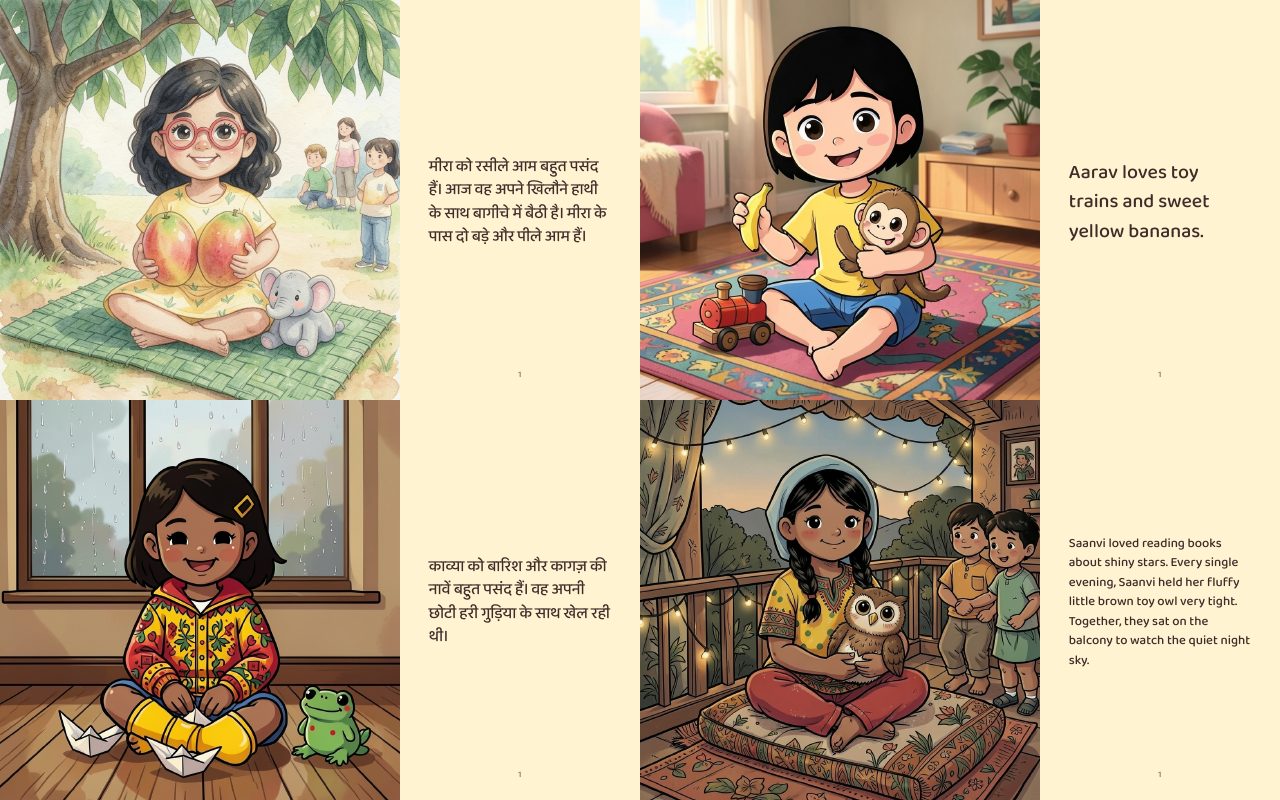 मीरा को रसीले आम बहुत पसंद
हैं। आज वह अपने खिलौने हाथी
के साथ बागीचे में बैठी है। मीरा के
पास दो बड़े और पीले आम हैं।
1
Aarav loves toy
trains and sweet
yellow bananas.
1
काव्या को बारिश और कागज़ की
नावें बहुत पसंद हैं। वह अपनी
छोटी हरी गुड़िया के साथ खेल रही
थी।
1
Saanvi loved reading books
about shiny stars. Every single
evening, Saanvi held her fluffy
little brown toy owl very tight.
Together, they sat on the
balcony to watch the quiet night
sky.
1